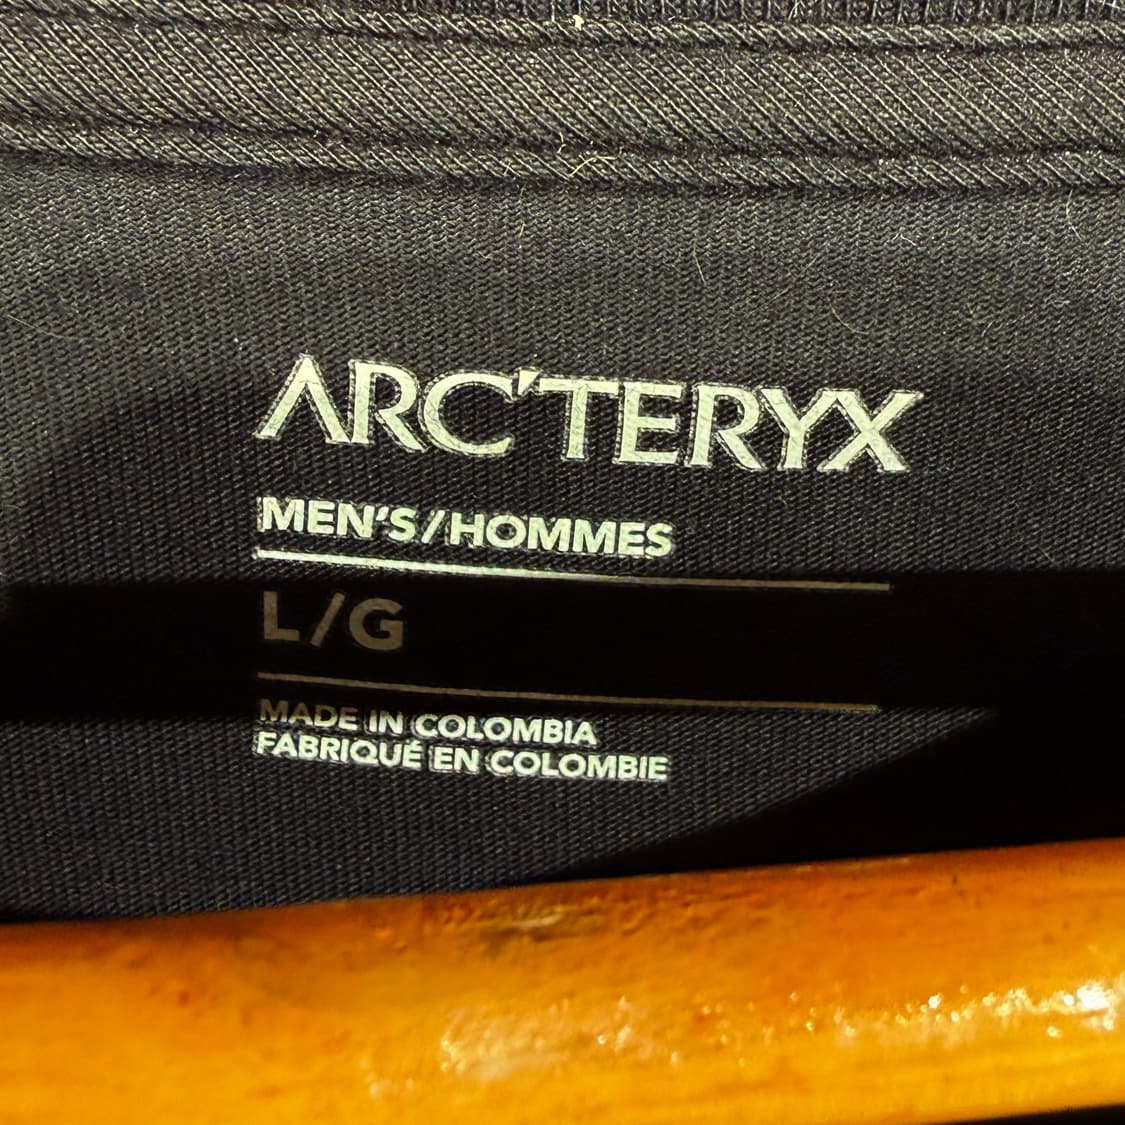 ARC'TERYX
MEN'S/HOMMES
L/G
MADE IN COLOMBIA
FABRIQUÉ EN COLOMBIE